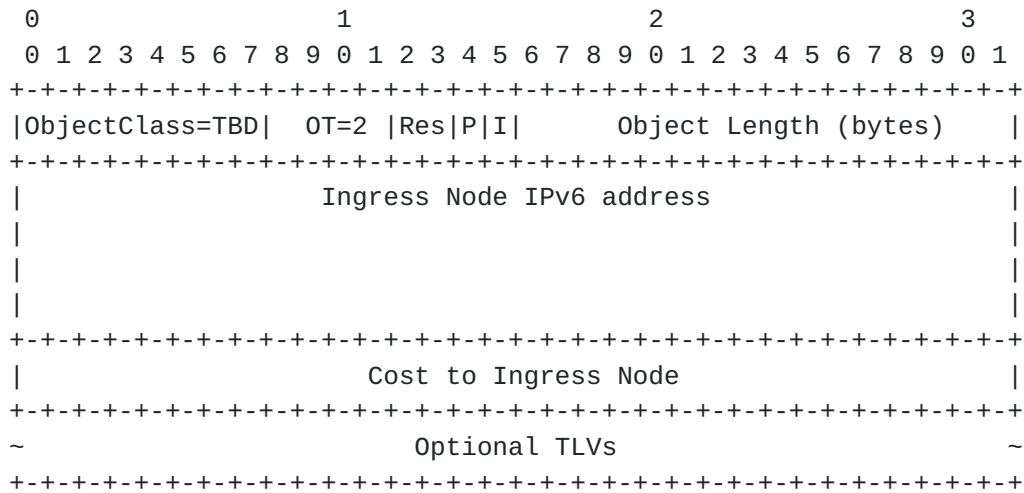 0                   1                   2                   3
 0 1 2 3 4 5 6 7 8 9 0 1 2 3 4 5 6 7 8 9 0 1 2 3 4 5 6 7 8 9 0 1
+-+-+-+-+-+-+-+-+-+-+-+-+-+-+-+-+-+-+-+-+-+-+-+-+-+-+-+-+-+-+-+-+
|ObjectClass=TBD|  OT=2 |Res|P|I|      Object Length (bytes)    |
+-+-+-+-+-+-+-+-+-+-+-+-+-+-+-+-+-+-+-+-+-+-+-+-+-+-+-+-+-+-+-+-+
|                   Ingress Node IPv6 address                   |
|                                                               |
|                                                               |
|                                                               |
+-+-+-+-+-+-+-+-+-+-+-+-+-+-+-+-+-+-+-+-+-+-+-+-+-+-+-+-+-+-+-+-+
|                      Cost to Ingress Node                     |
+-+-+-+-+-+-+-+-+-+-+-+-+-+-+-+-+-+-+-+-+-+-+-+-+-+-+-+-+-+-+-+-+
~                         Optional TLVs                         ~
+-+-+-+-+-+-+-+-+-+-+-+-+-+-+-+-+-+-+-+-+-+-+-+-+-+-+-+-+-+-+-+-+